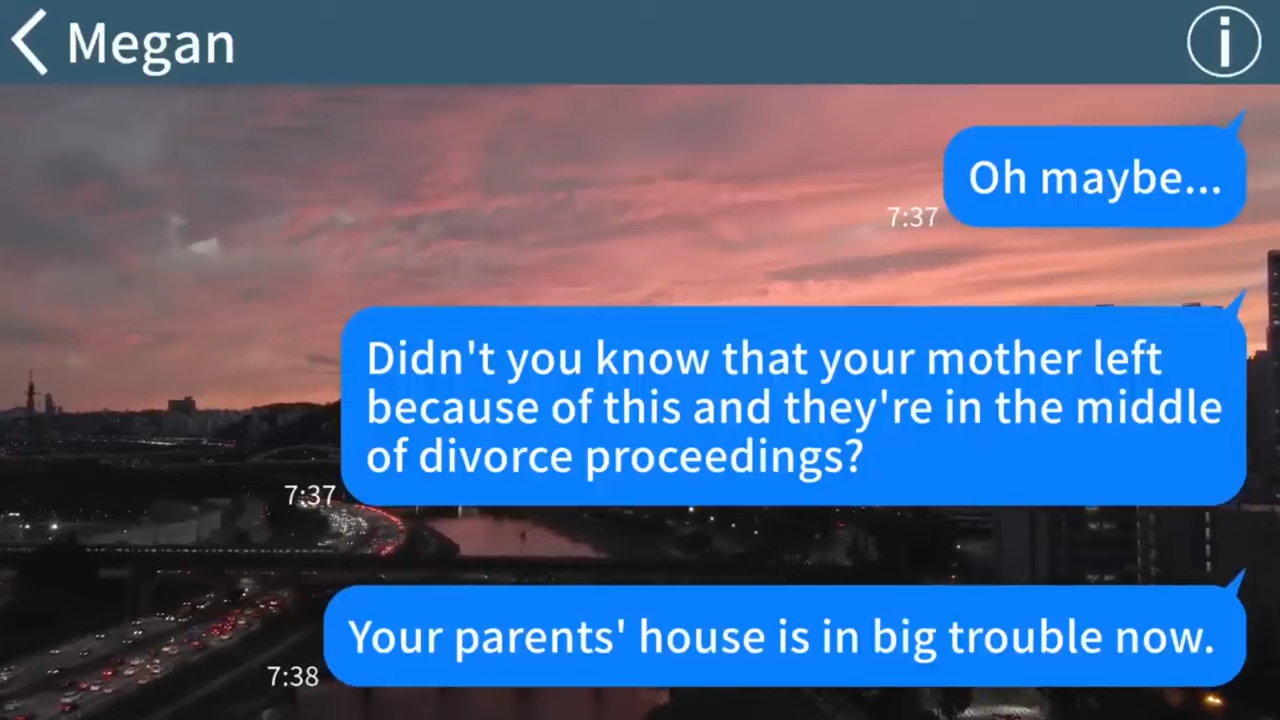 Megan
i
Oh maybe...
7:37
Didn't you know that your mother left
because of this and they're in the middle
of divorce proceedings?
7:37
Your parents' house is in big trouble now.
7:38